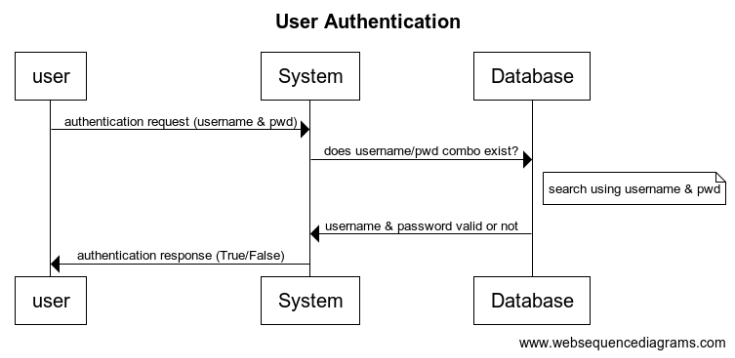 User Authentication
user
System
Database
authentication request (username & pwd)
does username/pwd combo exist?
search using username & pwd
username & password valid or not
authentication response (True/False)
user
System
Database
www.websequencediagrams.com